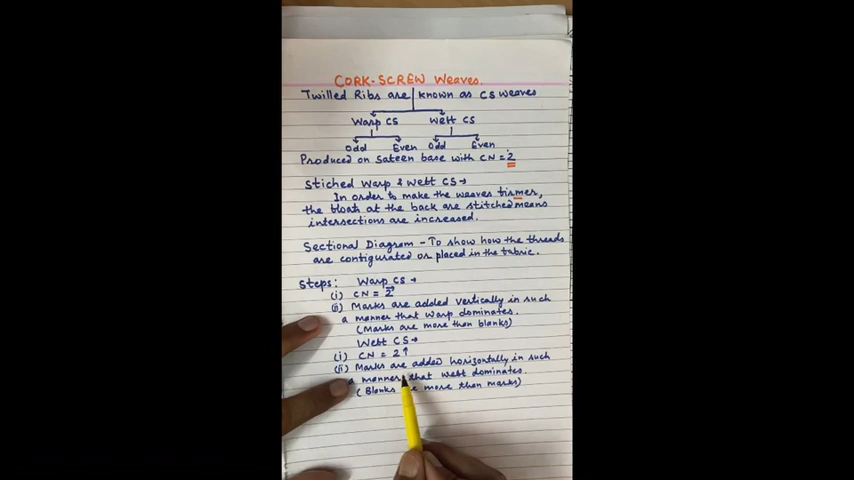 CORK-SCREW Weaves.
Twilled Ribs are known as CS weaves
Warp CS Weft CS
Odd Even Odd Even
Produced on Sateen base with CN = 2
Stiched Warp & Weft CS →
In order to make the weaves firmer,
the floats at the back are stitched means
intersections are increased.
Sectional Diagram - To show how the threads
are configurated or placed in the fabric.
Steps: Warp CS →
(i) CN = 2
(ii) Marks are added vertically in such
a manner that warp dominates.
(Marks are more than blanks)
Weft CS →
(i) CN = 2 ↑
(ii) Marks are added horizontally in such
a manner that weft dominates.
(Blanks more than marks)